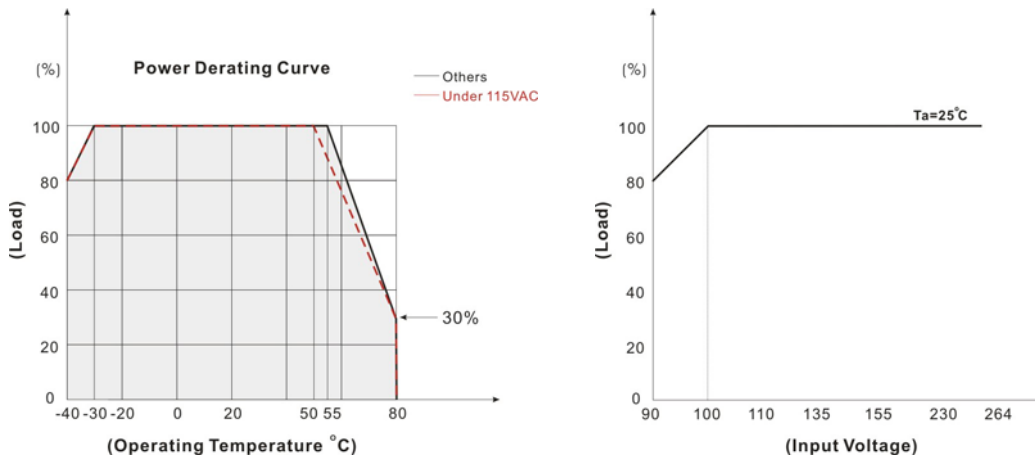 (%)
Power Derating Curve
Others
Under 115VAC
100
80
60
40
20
0
(Load)
30%
-40 -30 -20 0 20 50 55 80
(Operating Temperature °C)
(%)
Ta=25°C
100
80
60
40
20
0
(Load)
90 100 110 135 155 230 264
(Input Voltage)